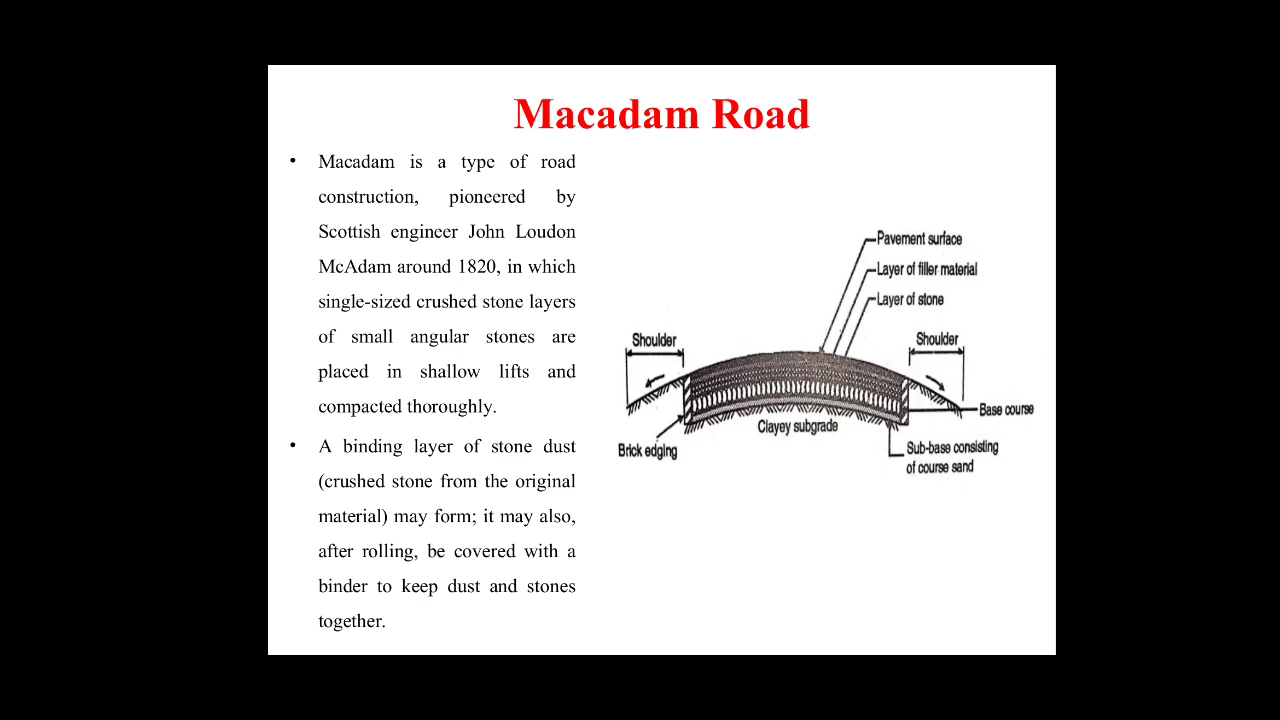 Macadam Road
• Macadam is a type of road
construction, pioneered by
Scottish engineer John Loudon
McAdam around 1820, in which
single-sized crushed stone layers
of small angular stones are
placed in shallow lifts and
compacted thoroughly.
• A binding layer of stone dust
(crushed stone from the original
material) may form; it may also,
after rolling, be covered with a
binder to keep dust and stones
together.
Pavement surface
Layer of filler material
Layer of stone
Shoulder
Shoulder
Base course
Clayey subgrade
Brick edging
Sub-base consisting
of course sand